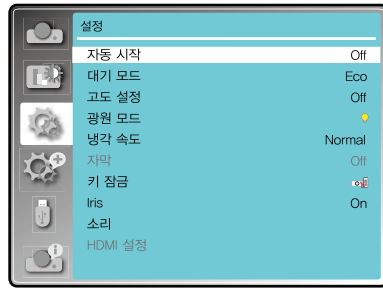 설정
자동 시작 Off
대기 모드 Eco
고도 설정 Off
광원 모드
냉각 속도 Normal
자막 Off
키 잠금
Iris On
소리
HDMI 설정